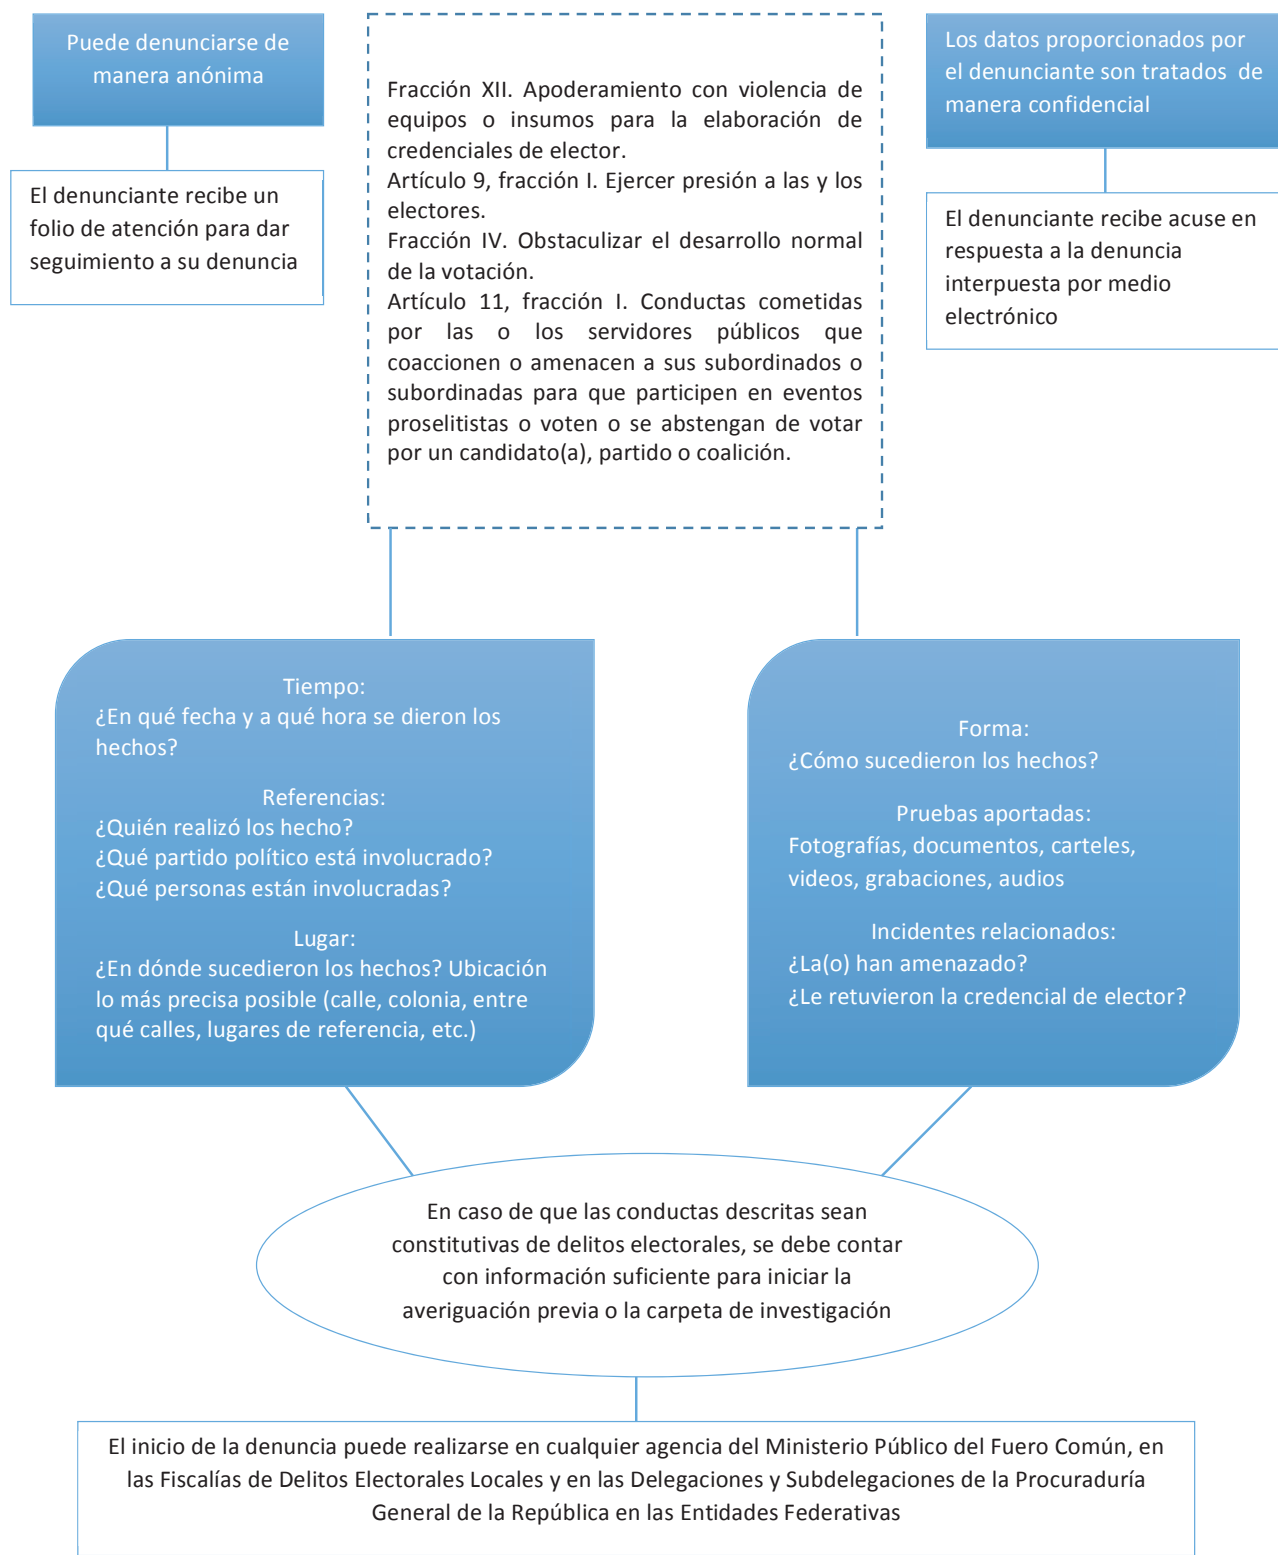 Puede denunciarse de
manera anónima
El denunciante recibe un
folio de atención para dar
seguimiento a su denuncia
Fracción XII. Apoderamiento con violencia de
equipos o insumos para la elaboración de
credenciales de elector.
Artículo 9, fracción I. Ejercer presión a las y los
electores.
Fracción IV. Obstaculizar el desarrollo normal
de la votación.
Artículo 11, fracción I. Conductas cometidas
por las o los servidores públicos que
coaccionen o amenacen a sus subordinados o
subordinadas para que participen en eventos
proselitistas o voten o se abstengan de votar
por un candidato(a), partido o coalición.
Los datos proporcionados por
el denunciante son tratados de
manera confidencial
El denunciante recibe acuse en
respuesta a la denuncia
interpuesta por medio
electrónico
Tiempo:
¿En qué fecha y a qué hora se dieron los
hechos?
Referencias:
¿Quién realizó los hecho?
¿Qué partido político está involucrado?
¿Qué personas están involucradas?
Lugar:
¿En dónde sucedieron los hechos? Ubicación
lo más precisa posible (calle, colonia, entre
qué calles, lugares de referencia, etc.)
Forma:
¿Cómo sucedieron los hechos?
Pruebas aportadas:
Fotografías, documentos, carteles,
videos, grabaciones, audios
Incidentes relacionados:
¿La(o) han amenazado?
¿Le retuvieron la credencial de elector?
En caso de que las conductas descritas sean
constitutivas de delitos electorales, se debe contar
con información suficiente para iniciar la
averiguación previa o la carpeta de investigación
El inicio de la denuncia puede realizarse en cualquier agencia del Ministerio Público del Fuero Común, en
las Fiscalías de Delitos Electorales Locales y en las Delegaciones y Subdelegaciones de la Procuraduría
General de la República en las Entidades Federativas